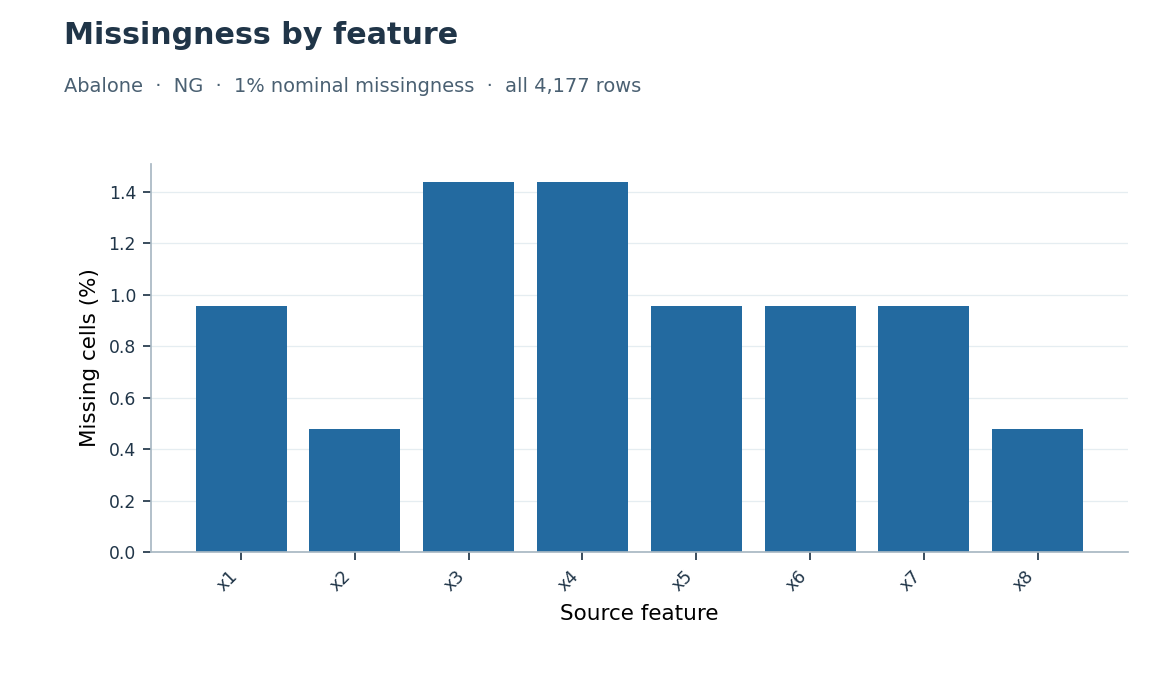 Missingness by feature
Abalone · NG · 1% nominal missingness · all 4,177 rows
1.4
1.2
1.0
0.8
0.6
0.4
0.2
0.0
Missing cells (%)
x1 x2 x3 x4 x5 x6 x7 x8
Source feature